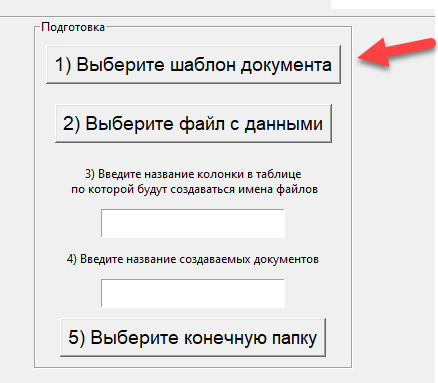 Подготовка
1) Выберите шаблон документа
2) Выберите файл с данными
3) Введите название колонки в таблице
по которой будут создаваться имена файлов
4) Введите название создаваемых документов
5) Выберите конечную папку